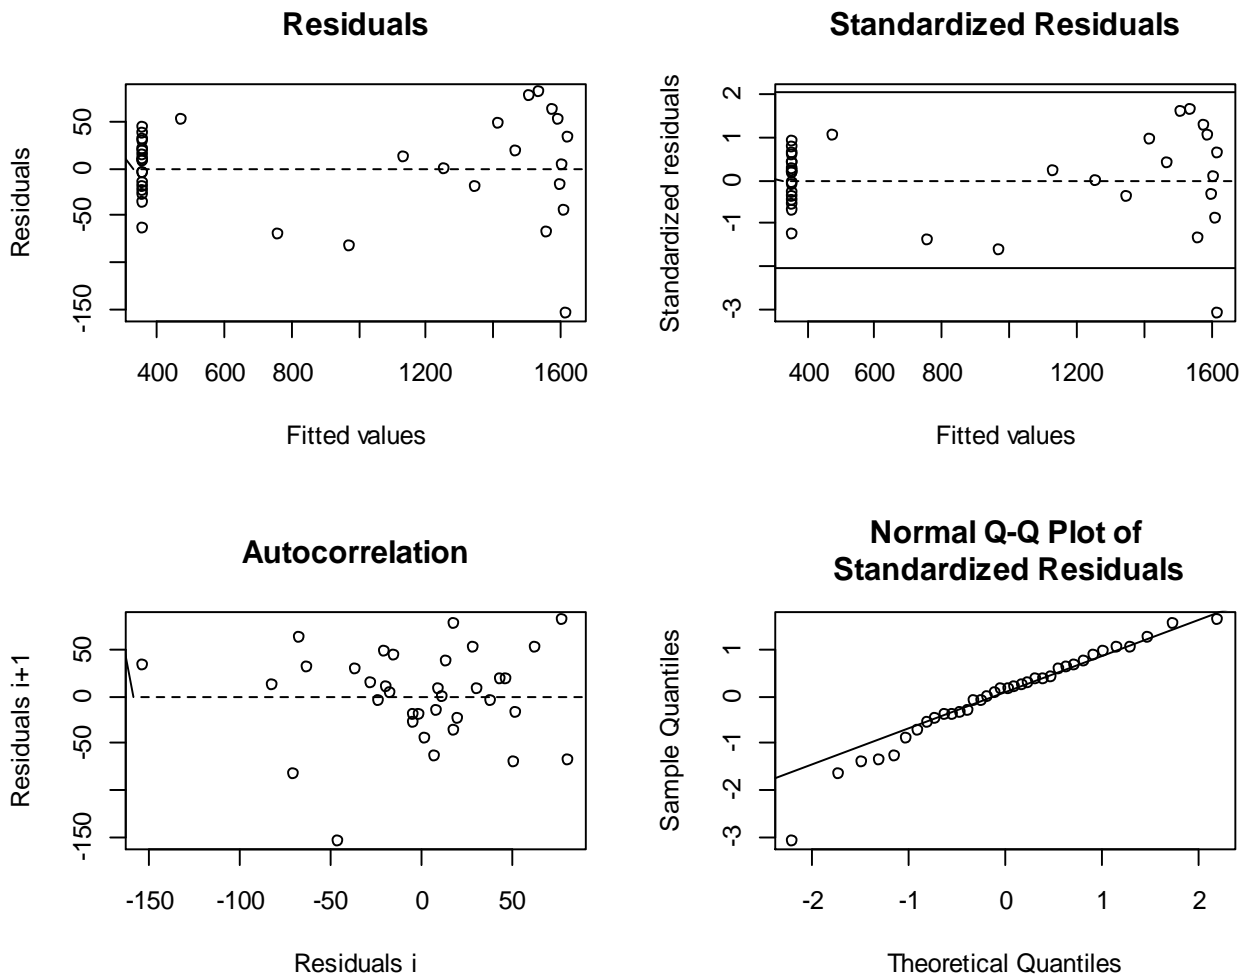 Residuals
Residuals
50
0
-50
-150
400 600 800 1200 1600
Fitted values
Standardized Residuals
Standardized residuals
2
1
0
-1
-3
400 600 800 1200 1600
Fitted values
Autocorrelation
Residuals i+1
50
0
-50
-150
-150 -100 -50 0 50
Residuals i
Normal Q-Q Plot of
Standardized Residuals
Sample Quantiles
1
0
-1
-2
-3
-2 -1 0 1 2
Theoretical Quantiles